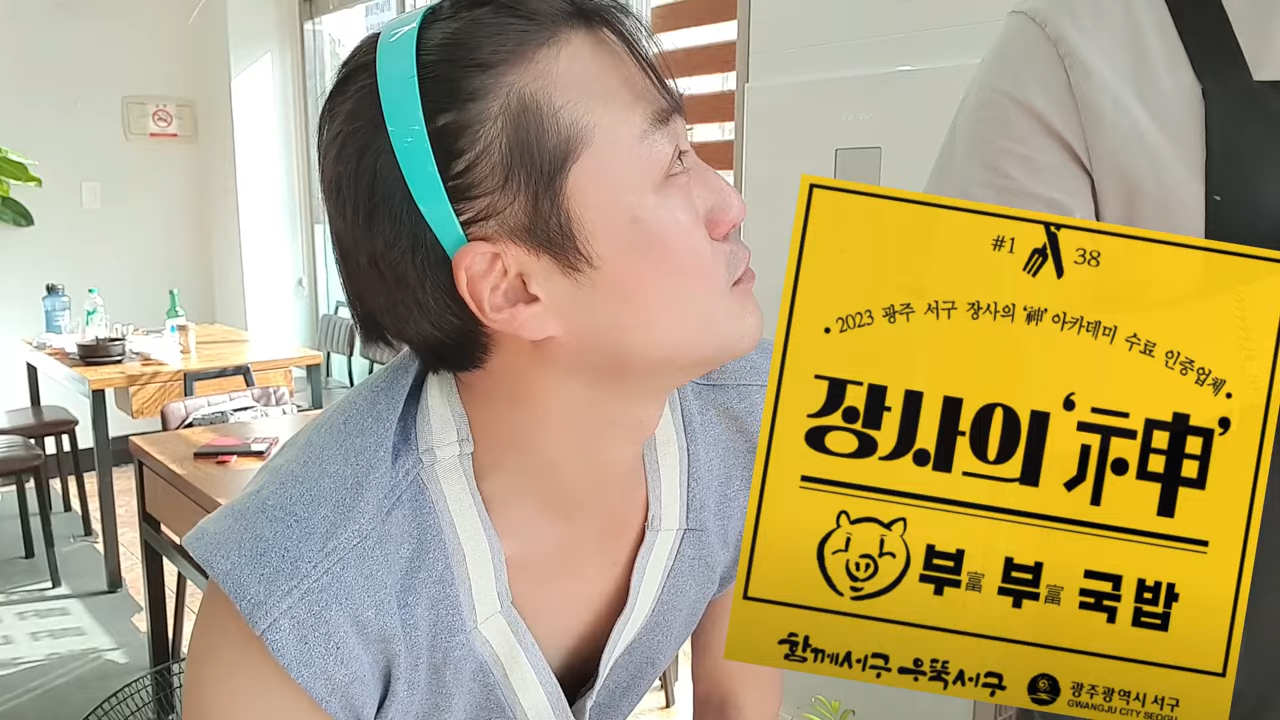 #1 38
• 2023 광주 서구 장사의 '神' 아카데미 수료 인증업체 •
장사의 '神'
부富 부富 국밥
함께서구 우뚝서구
광주광역시 서구
GWANGJU CITY SEOGU